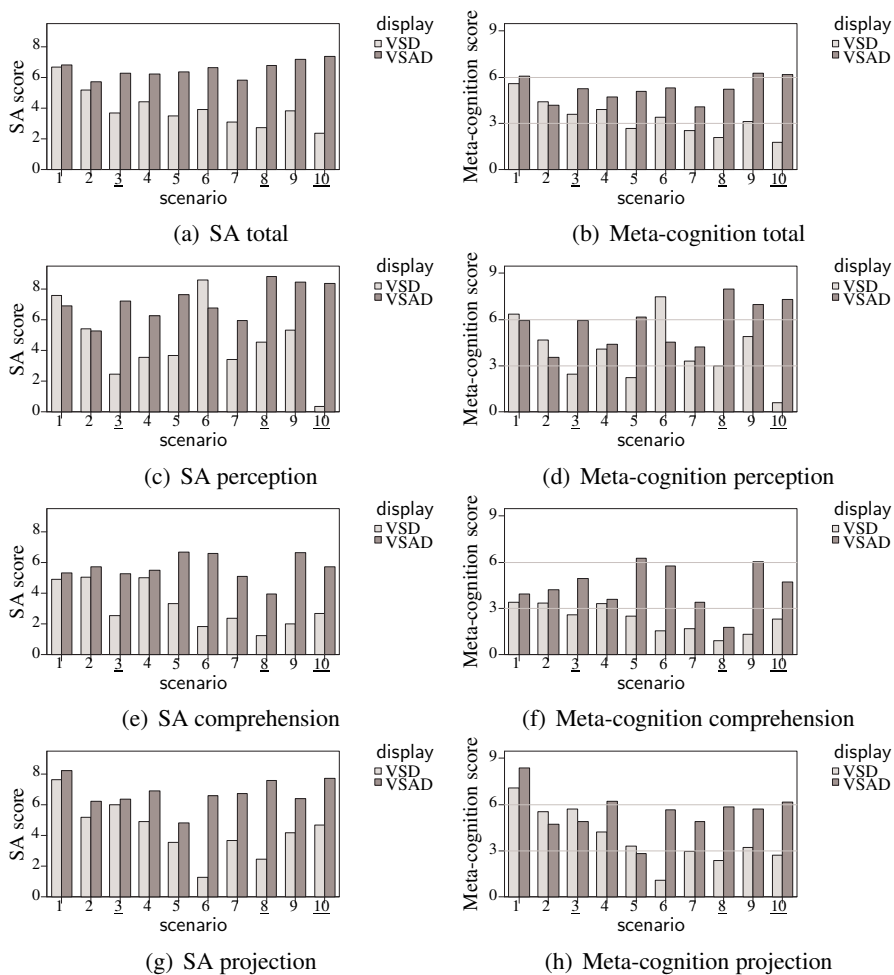 display
VSD
VSAD
SA score
8
6
4
2
0
1 2 3 4 5 6 7 8 9 10
scenario
(a) SA total
display
VSD
VSAD
Meta-cognition score
9
6
3
0
1 2 3 4 5 6 7 8 9 10
scenario
(b) Meta-cognition total
display
VSD
VSAD
SA score
8
6
4
2
0
1 2 3 4 5 6 7 8 9 10
scenario
(c) SA perception
display
VSD
VSAD
Meta-cognition score
9
6
3
0
1 2 3 4 5 6 7 8 9 10
scenario
(d) Meta-cognition perception
display
VSD
VSAD
SA score
8
6
4
2
0
1 2 3 4 5 6 7 8 9 10
scenario
(e) SA comprehension
display
VSD
VSAD
Meta-cognition score
9
6
3
0
1 2 3 4 5 6 7 8 9 10
scenario
(f) Meta-cognition comprehension
display
VSD
VSAD
SA score
8
6
4
2
0
1 2 3 4 5 6 7 8 9 10
scenario
(g) SA projection
display
VSD
VSAD
Meta-cognition score
9
6
3
0
1 2 3 4 5 6 7 8 9 10
scenario
(h) Meta-cognition projection